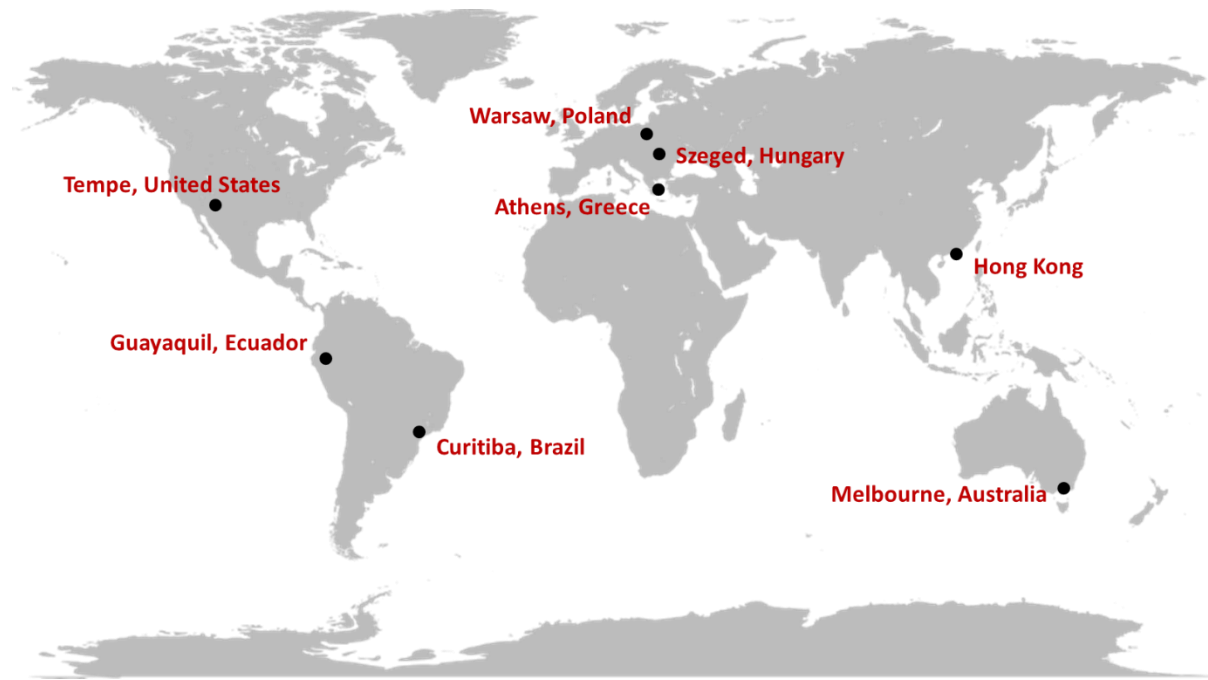 Warsaw, Poland
Szeged, Hungary
Tempe, United States
Athens, Greece
Hong Kong
Guayaquil, Ecuador
Curitiba, Brazil
Melbourne, Australia